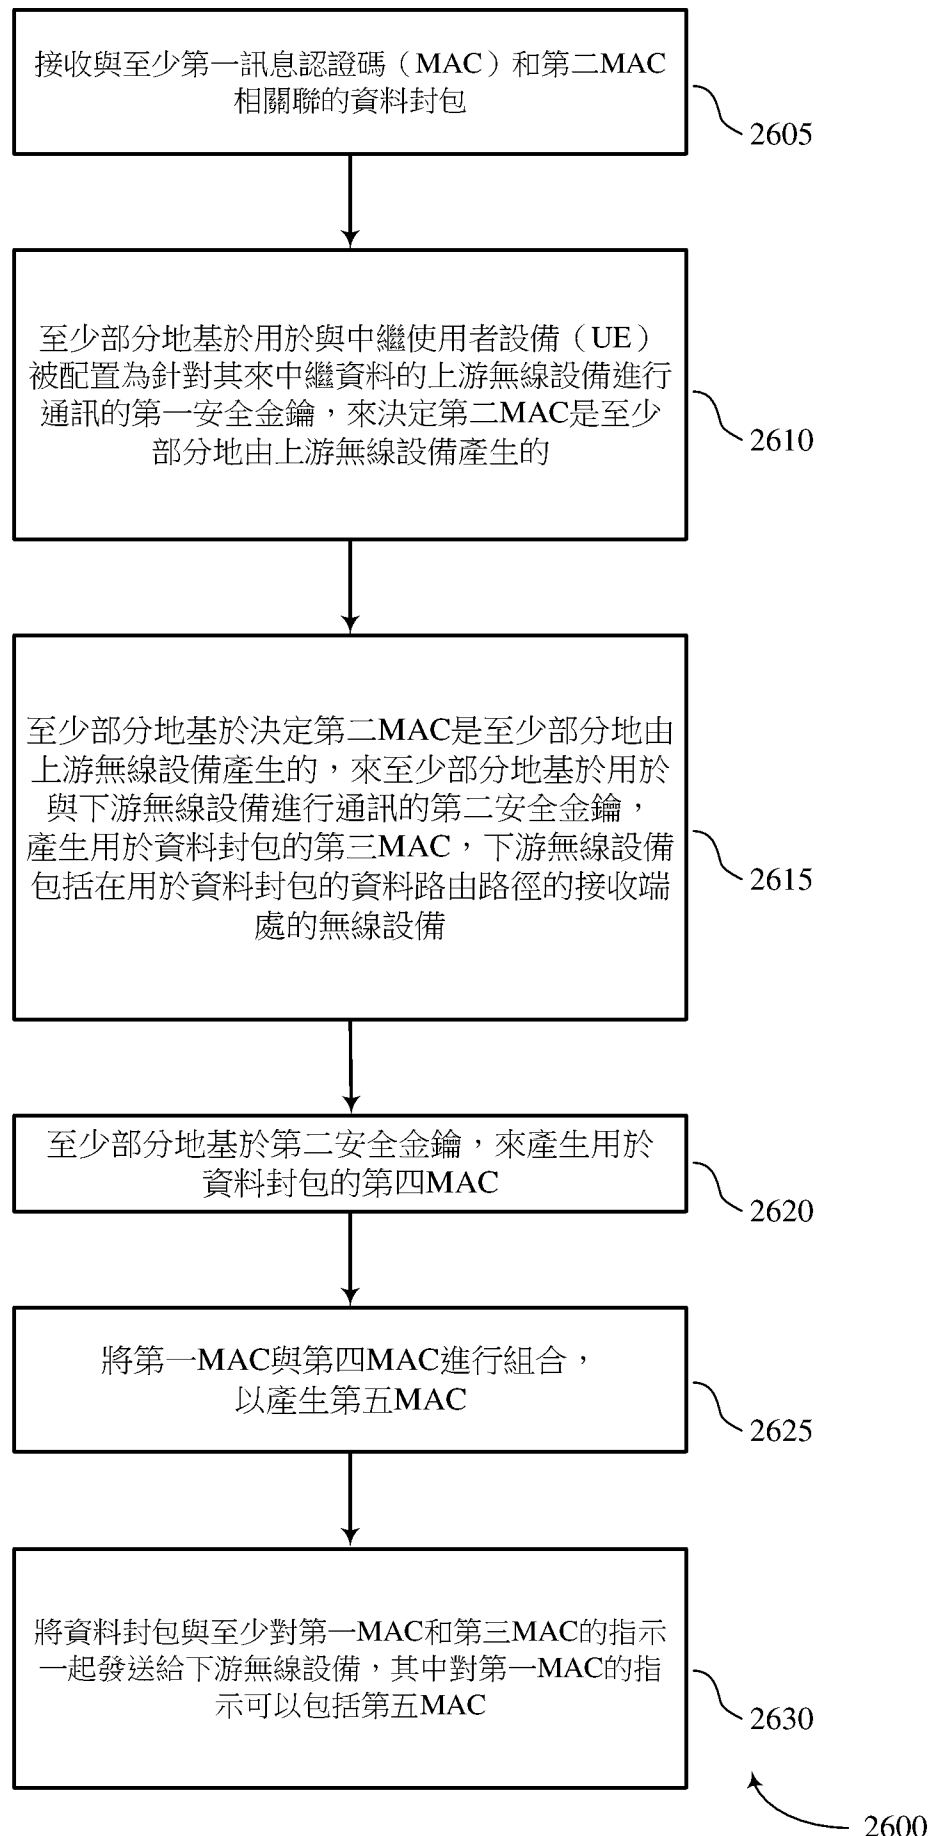 接收與至少第一訊息認證碼（MAC）和第二MAC
相關聯的資料封包
2605
至少部分地基於用於與中繼使用者設備（UE）
被配置為針對其來中繼資料的上游無線設備進行
通訊的第一安全金鑰，來決定第二MAC是至少
部分地由上游無線設備產生的
2610
至少部分地基於決定第二MAC是至少部分地由
上游無線設備產生的，來至少部分地基於用於
與下游無線設備進行通訊的第二安全金鑰，
產生用於資料封包的第三MAC，下游無線設備
包括在用於資料封包的資料路由路徑的接收端
處的無線設備
2615
至少部分地基於第二安全金鑰，來產生用於
資料封包的第四MAC
2620
將第一MAC與第四MAC進行組合，
以產生第五MAC
2625
將資料封包與至少對第一MAC和第三MAC的指示
一起發送給下游無線設備，其中對第一MAC的指
示可以包括第五MAC
2630
2600